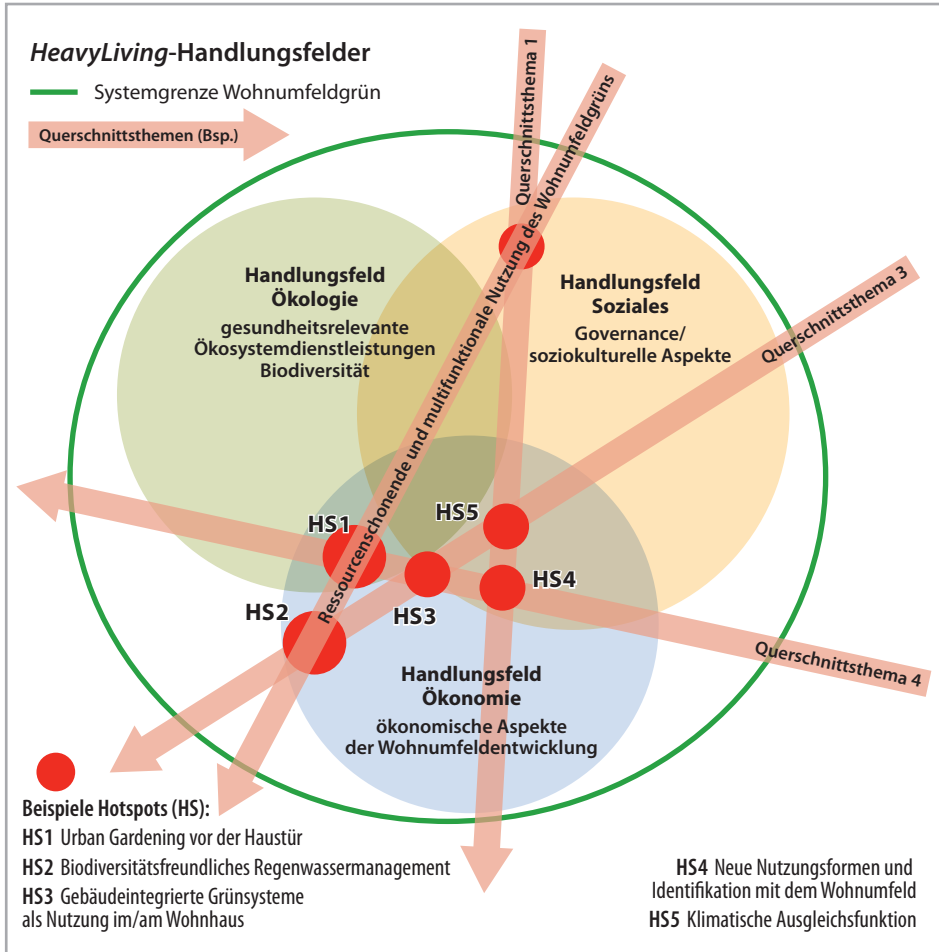 HeavyLiving-Handlungsfelder
Systemgrenze Wohnumfeldgrün
Querschnittsthemen (Bsp.)
Querschnittsthema 1
Ressourcenschonende und multifunktionale Nutzung des Wohnumfeldgrüns
Querschnittsthema 3
Querschnittsthema 4
Handlungsfeld
Ökologie
gesundheitsrelevante
Ökosystemdienstleistungen
Biodiversität
Handlungsfeld
Soziales
Governance/
soziokulturelle Aspekte
HS1
HS5
HS4
HS3
HS2
Handlungsfeld
Ökonomie
ökonomische Aspekte
der Wohnumfeldentwicklung
Beispiele Hotspots (HS):
HS1 Urban Gardening vor der Haustür
HS2 Biodiversitätsfreundliches Regenwassermanagement
HS3 Gebäudeintegrierte Grünsysteme
als Nutzung im/am Wohnhaus
HS4 Neue Nutzungsformen und
Identifikation mit dem Wohnumfeld
HS5 Klimatische Ausgleichsfunktion